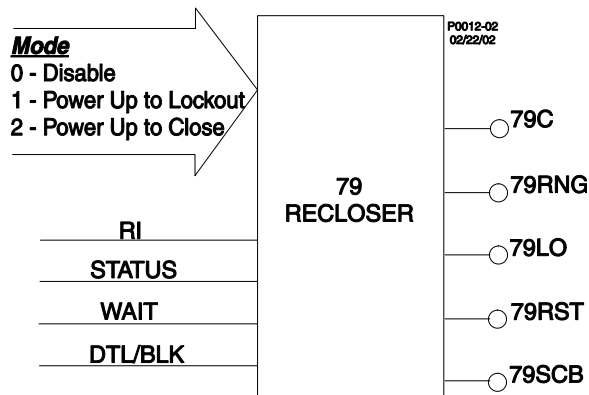 P0012-02
02/22/02
Mode
0 - Disable
1 - Power Up to Lockout
2 - Power Up to Close
79
RECLOSER
RI
STATUS
WAIT
DTL/BLK
79C
79RNG
79LO
79RST
79SCB